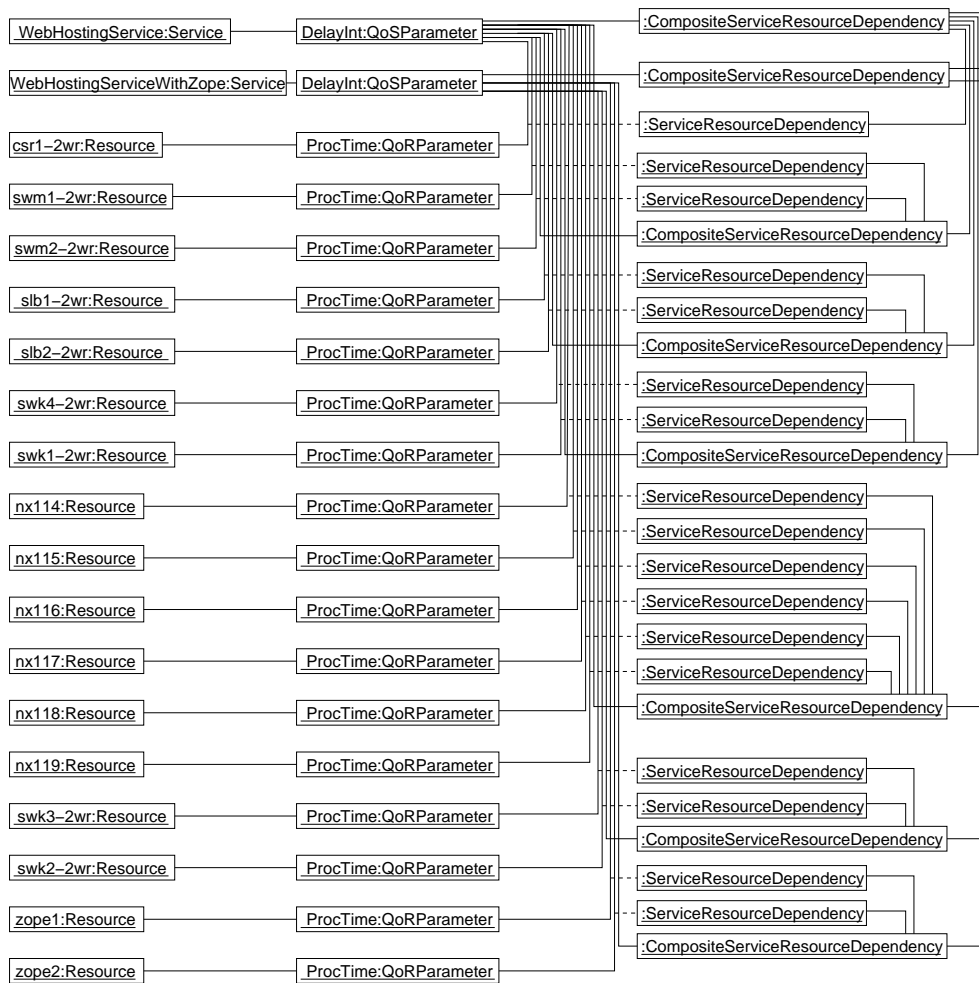 WebHostingService:Service
DelayInt:QoSParameter
:CompositeServiceResourceDependency
WebHostingServiceWithZope:Service
DelayInt:QoSParameter
:CompositeServiceResourceDependency
:ServiceResourceDependency
csr1-2wr:Resource
ProcTime:QoRParameter
:ServiceResourceDependency
swm1-2wr:Resource
ProcTime:QoRParameter
:ServiceResourceDependency
:CompositeServiceResourceDependency
swm2-2wr:Resource
ProcTime:QoRParameter
:ServiceResourceDependency
slb1-2wr:Resource
ProcTime:QoRParameter
:ServiceResourceDependency
:CompositeServiceResourceDependency
slb2-2wr:Resource
ProcTime:QoRParameter
:ServiceResourceDependency
swk4-2wr:Resource
ProcTime:QoRParameter
:ServiceResourceDependency
:CompositeServiceResourceDependency
swk1-2wr:Resource
ProcTime:QoRParameter
:ServiceResourceDependency
nx114:Resource
ProcTime:QoRParameter
:ServiceResourceDependency
nx115:Resource
ProcTime:QoRParameter
:ServiceResourceDependency
:ServiceResourceDependency
nx116:Resource
ProcTime:QoRParameter
:ServiceResourceDependency
nx117:Resource
ProcTime:QoRParameter
:ServiceResourceDependency
:CompositeServiceResourceDependency
nx118:Resource
ProcTime:QoRParameter
nx119:Resource
ProcTime:QoRParameter
:ServiceResourceDependency
:ServiceResourceDependency
swk3-2wr:Resource
ProcTime:QoRParameter
:CompositeServiceResourceDependency
swk2-2wr:Resource
ProcTime:QoRParameter
:ServiceResourceDependency
:ServiceResourceDependency
zope1:Resource
ProcTime:QoRParameter
:CompositeServiceResourceDependency
zope2:Resource
ProcTime:QoRParameter